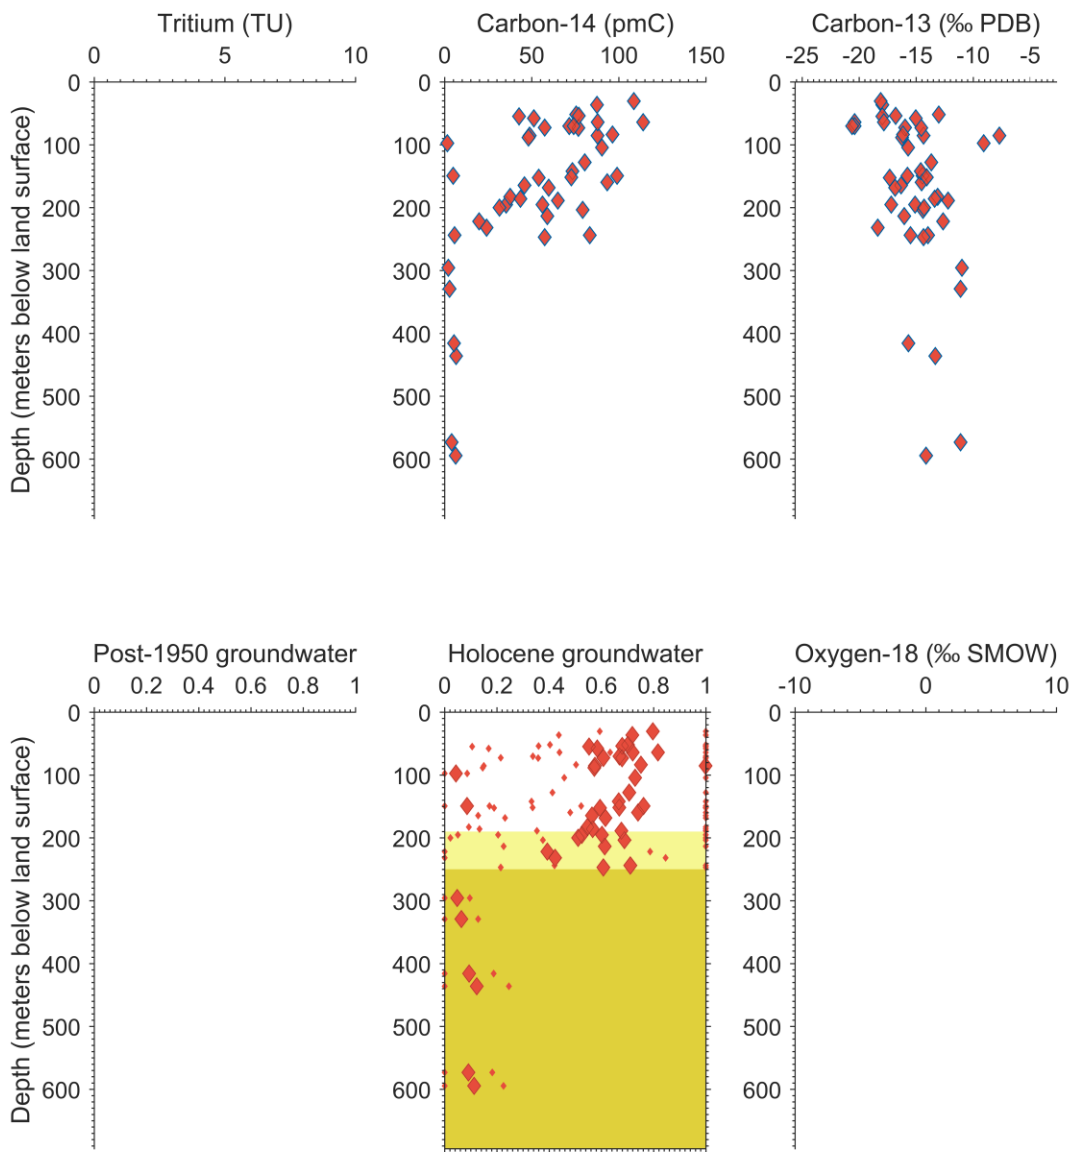 Tritium (TU) Carbon-14 (pmC) Carbon-13 (‰ PDB)
0 5 10 0 50 100 150 -25 -20 -15 -10 -5
0 0 0
100 100 100
200 200 200
300 300 300
400 400 400
500 500 500
600 600 600
Depth (meters below land surface)
Post-1950 groundwater Holocene groundwater Oxygen-18 (‰ SMOW)
0 0.2 0.4 0.6 0.8 1 0 0.2 0.4 0.6 0.8 1 -10 0 10
0 0 0
100 100 100
200 200 200
300 300 300
400 400 400
500 500 500
600 600 600
Depth (meters below land surface)